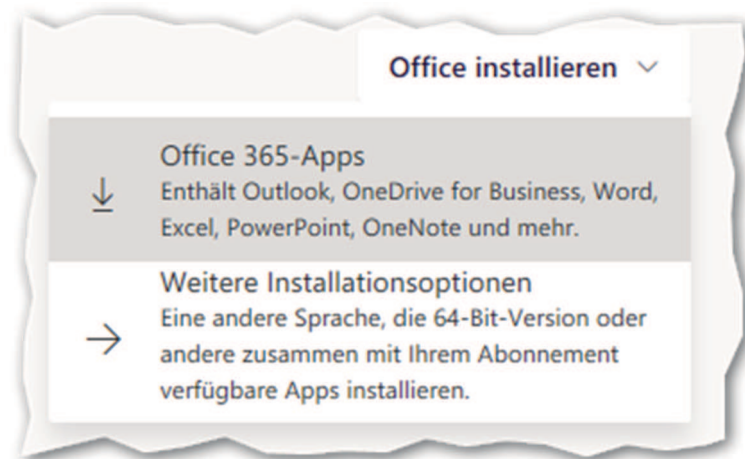 Office installieren
Office 365-Apps
Enthält Outlook, OneDrive for Business, Word,
Excel, PowerPoint, OneNote und mehr.
Weitere Installationsoptionen
Eine andere Sprache, die 64-Bit-Version oder
andere zusammen mit Ihrem Abonnement
verfügbare Apps installieren.